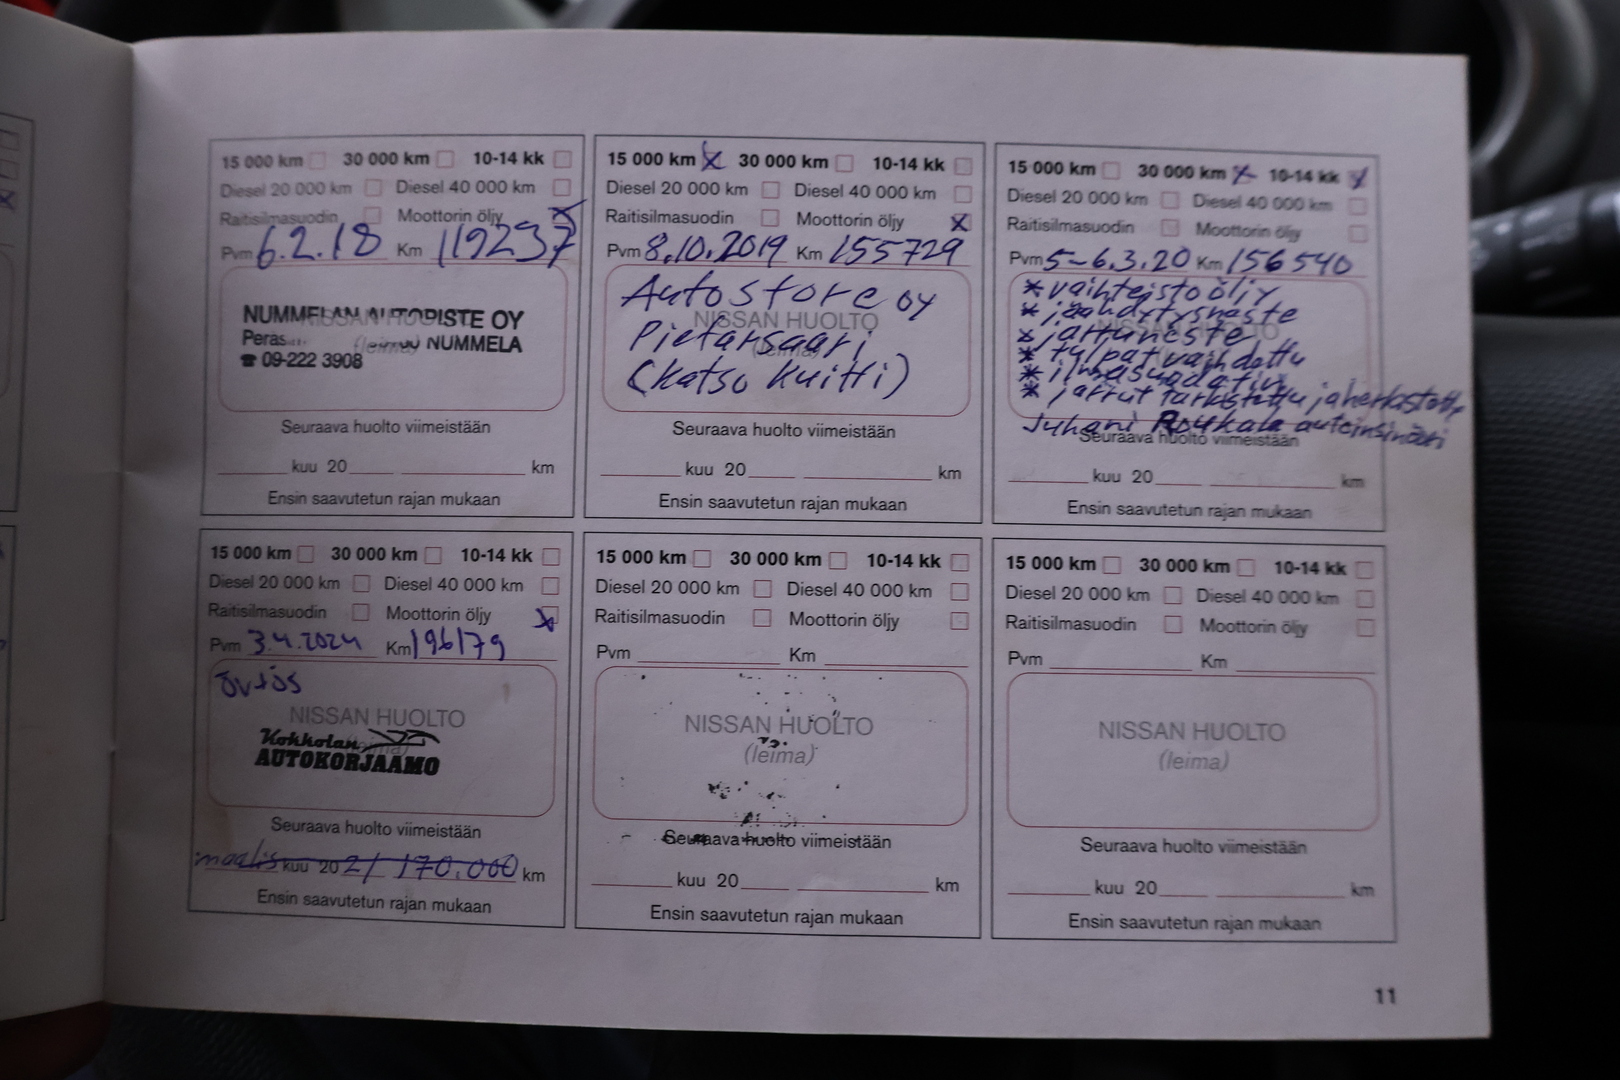 15 000 km 30 000 km 10-14 kk
Diesel 20 000 km Diesel 40 000 km
Raitisilmasuodin Moottorin öljy
Pvm 6.2.18 Km 119237
NISSAN HUOLTO
NUMMELAN AUTOPISTE OY
(leima) NUMMELA
☎ 09-222 3908
Seuraava huolto viimeistään
kuu 20 km
Ensin saavutetun rajan mukaan
15 000 km 30 000 km 10-14 kk
Diesel 20 000 km Diesel 40 000 km
Raitisilmasuodin Moottorin öljy
Pvm 8.10.2019 Km 155729
Autostore oy
NISSAN HUOLTO
Pietarsaari
(leima)
(katso kuitti)
Seuraava huolto viimeistään
kuu 20 km
Ensin saavutetun rajan mukaan
15 000 km 30 000 km 10-14 kk
Diesel 20 000 km Diesel 40 000 km
Raitisilmasuodin Moottorin öljy
Pvm 5-6.3.20 Km 156540
* vaihteistoöljy
* jäähdytysneste
* jarruneste
* tulpat vaihdettu
* ilmansuodatin
* jarrut tarkistettu ja herkistetty
Juhani autoinsinööri
Seuraava huolto viimeistään
kuu 20 km
Ensin saavutetun rajan mukaan
15 000 km 30 000 km 10-14 kk
Diesel 20 000 km Diesel 40 000 km
Raitisilmasuodin Moottorin öljy
Pvm 3.4.2024 Km 196179
NISSAN HUOLTO
Kokkolan
AUTOKORJAAMO
Seuraava huolto viimeistään
maalis kuu 20 21 170.000 km
Ensin saavutetun rajan mukaan
15 000 km 30 000 km 10-14 kk
Diesel 20 000 km Diesel 40 000 km
Raitisilmasuodin Moottorin öljy
Pvm Km
NISSAN HUOLTO
(leima)
Seuraava huolto viimeistään
kuu 20 km
Ensin saavutetun rajan mukaan
15 000 km 30 000 km 10-14 kk
Diesel 20 000 km Diesel 40 000 km
Raitisilmasuodin Moottorin öljy
Pvm Km
NISSAN HUOLTO
(leima)
Seuraava huolto viimeistään
kuu 20 km
Ensin saavutetun rajan mukaan
11